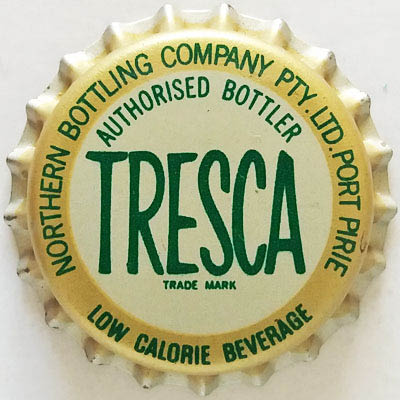 NORTHERN BOTTLING COMPANY PTY. LTD. PORT PIRIE
AUTHORISED BOTTLER
TRESCA
TRADE MARK
LOW CALORIE BEVERAGE